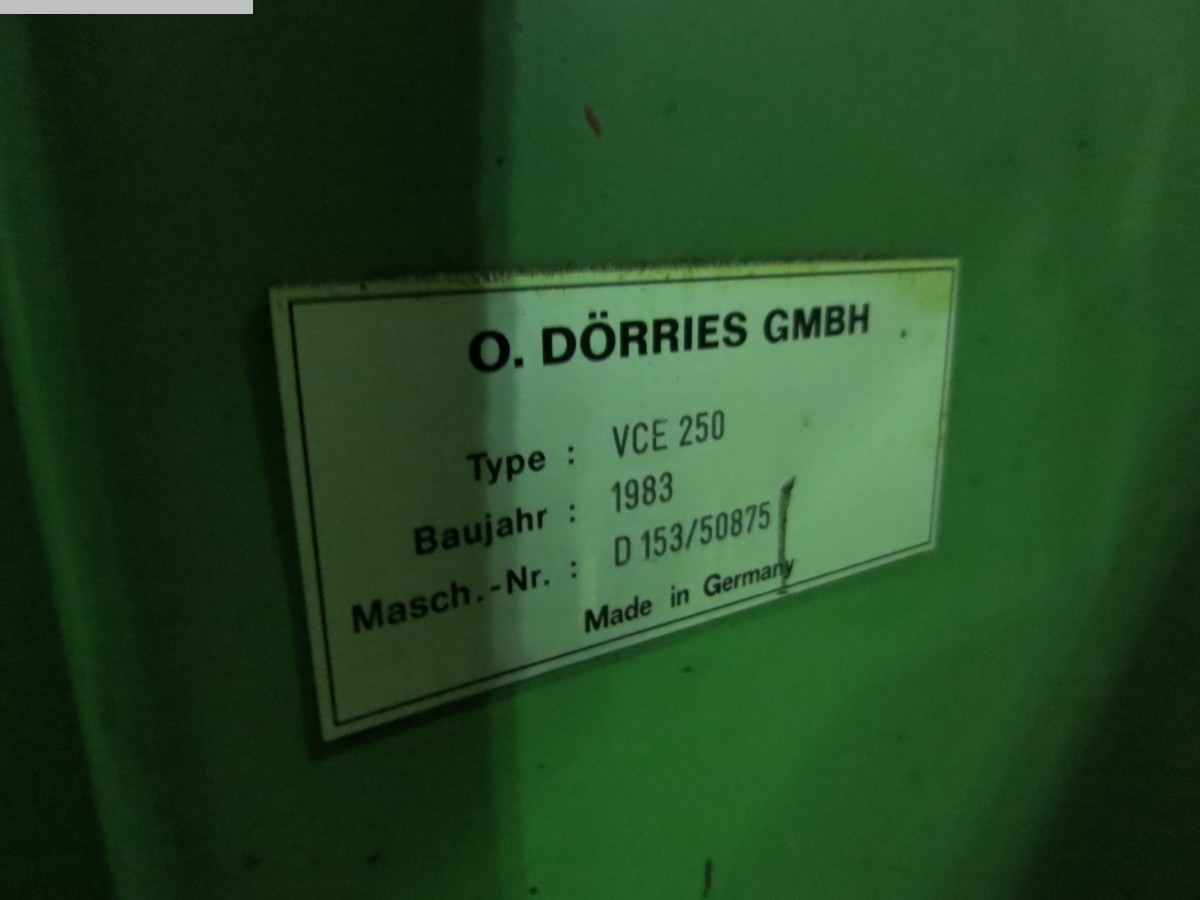 O. DÖRRIES GMBH
Type : VCE 250
Baujahr : 1983
Masch.-Nr. : D 153/50875
Made in Germany